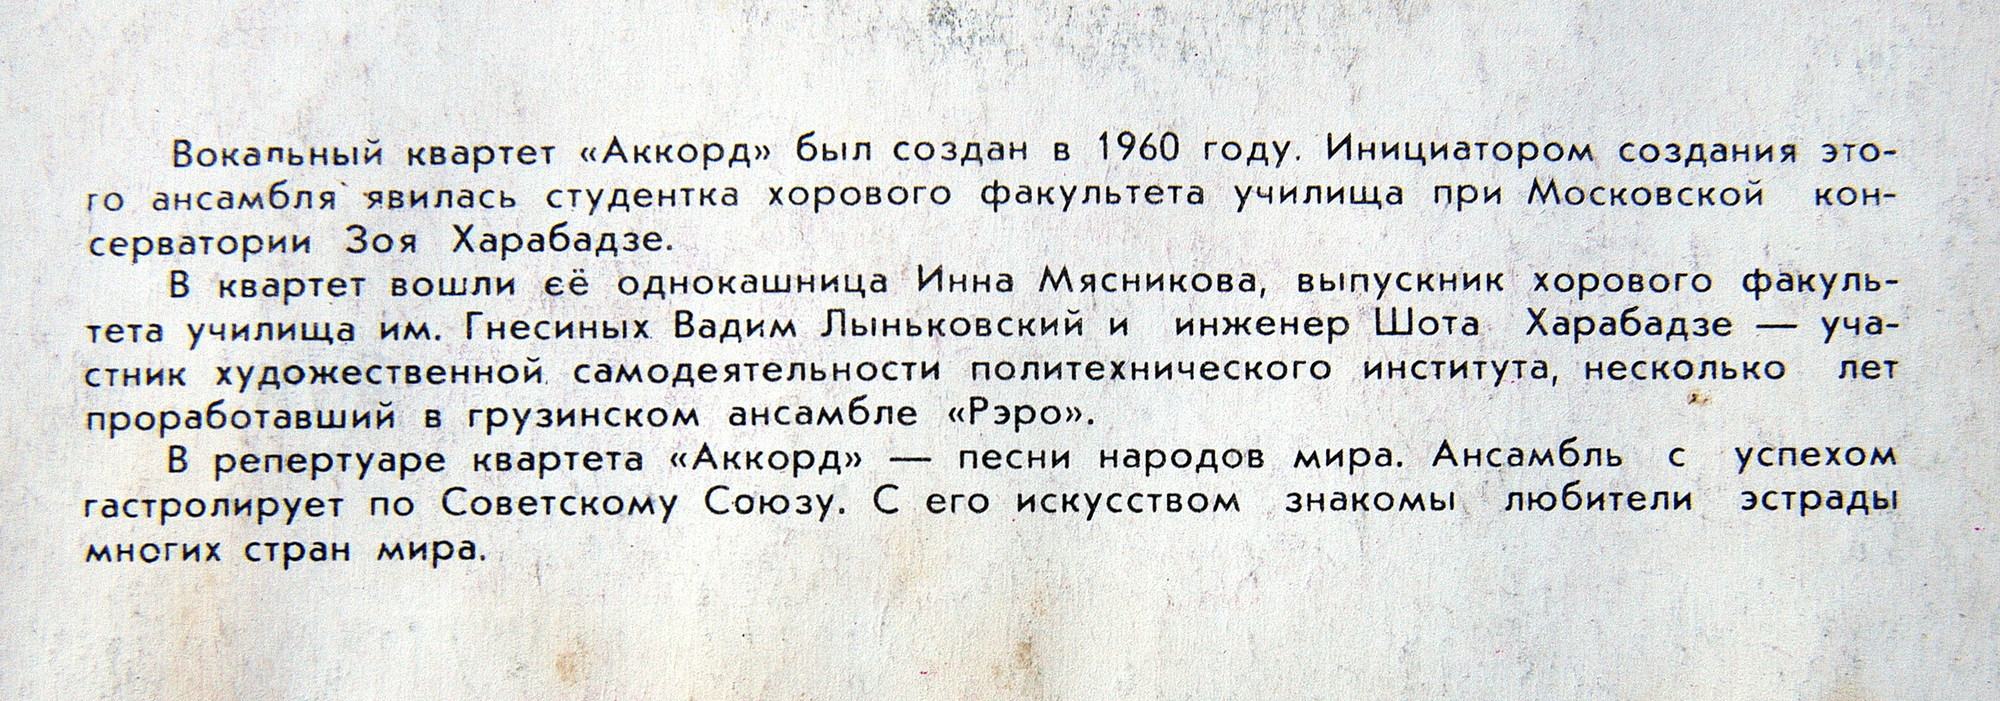 Вокальный квартет «Аккорд» был создан в 1960 году. Инициатором создания это-
го ансамбля явилась студентка хорового факультета училища при Московской кон-
серватории Зоя Харабадзе.
В квартет вошли её однокашница Инна Мясникова, выпускник хорового факуль-
тета училища им. Гнесиных Вадим Лыньковский и инженер Шота Харабадзе — уча-
стник художественной самодеятельности политехнического института, несколько лет
проработавший в грузинском ансамбле «Рэро».
В репертуаре квартета «Аккорд» — песни народов мира. Ансамбль с успехом
гастролирует по Советскому Союзу. С его искусством знакомы любители эстрады
многих стран мира.